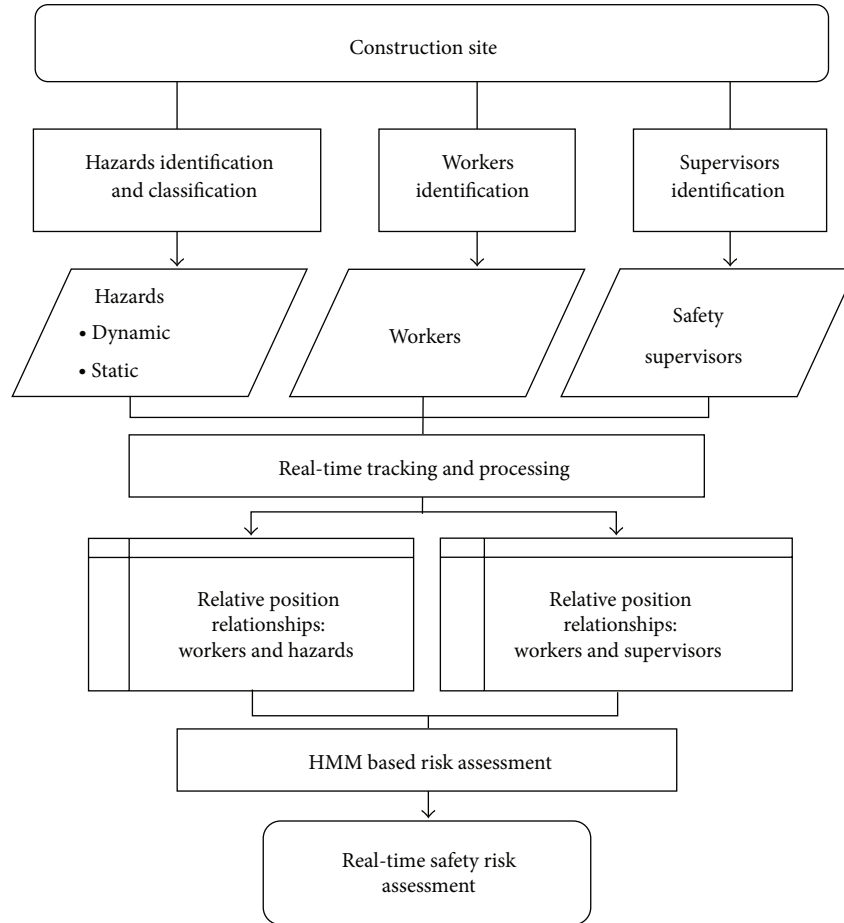 Construction site
Hazards identification
and classification
Workers
identification
Supervisors
identification
Hazards
• Dynamic
• Static
Workers
Safety
supervisors
Real-time tracking and processing
Relative position
relationships:
workers and hazards
Relative position
relationships:
workers and supervisors
HMM based risk assessment
Real-time safety risk
assessment